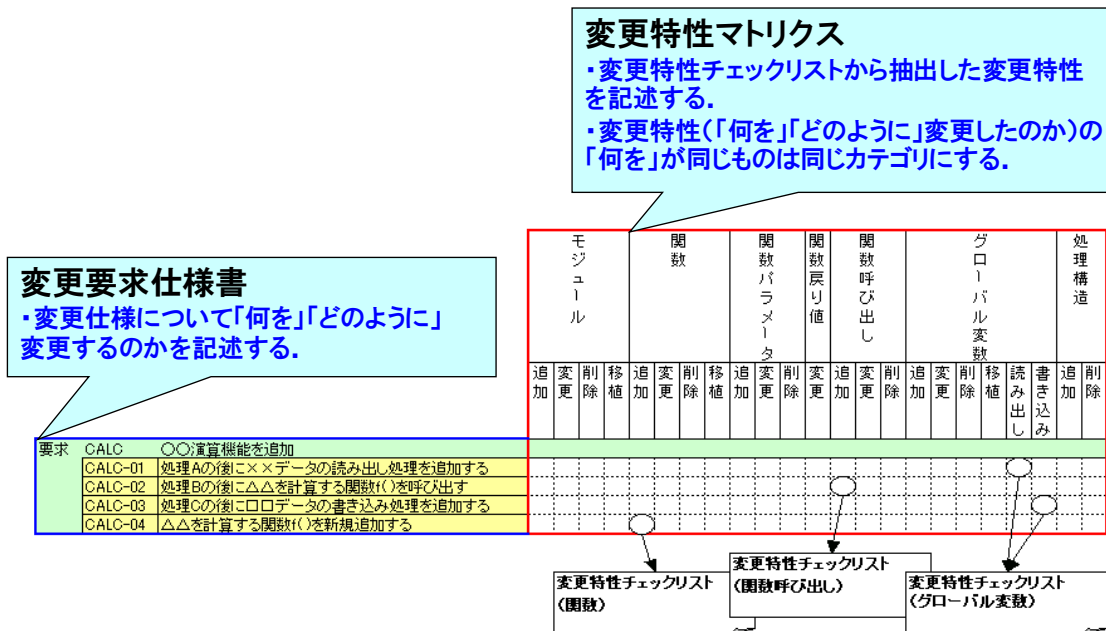 変更特性マトリクス
・変更特性チェックリストから抽出した変更特性
を記述する．
・変更特性（「何を」「どのように」変更したのか）の
「何を」が同じものは同じカテゴリにする．
変更要求仕様書
・変更仕様について「何を」「どのように」
変更するのかを記述する．
モジュール 関数 関数パラメータ 関数戻り値 関数呼び出し グローバル変数 処理構造
追加 変更 削除 移植 追加 変更 削除 移植 追加 変更 削除 変更 追加 変更 削除 追加 変更 削除 移植 読み出し 書き込み 追加 削除
要求 CALC 〇〇演算機能を追加
CALC-01 処理Aの後に××データの読み出し処理を追加する
CALC-02 処理Bの後に△△を計算する関数f()を呼び出す
CALC-03 処理Cの後に口口データの書き込み処理を追加する
CALC-04 △△を計算する関数f()を新規追加する
変更特性チェックリスト
（関数）
変更特性チェックリスト
（関数呼び出し）
変更特性チェックリスト
（グローバル変数）